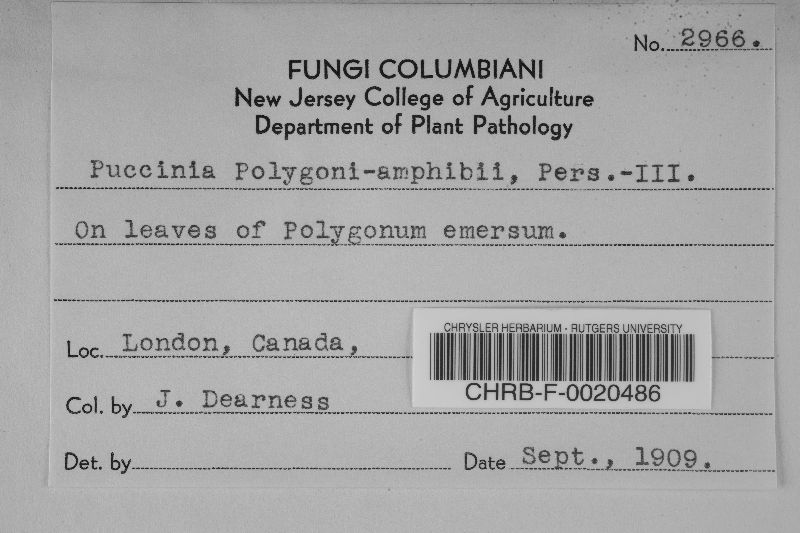 No. 2966.
FUNGI COLUMBIANI
New Jersey College of Agriculture
Department of Plant Pathology
Puccinia Polygoni-amphibii, Pers.-III.
On leaves of Polygonum emersum.
Loc. London, Canada,
CHRYSLER HERBARIUM - RUTGERS UNIVERSITY
CHRB-F-0020486
Col. by J. Dearness
Det. by
Date Sept., 1909.